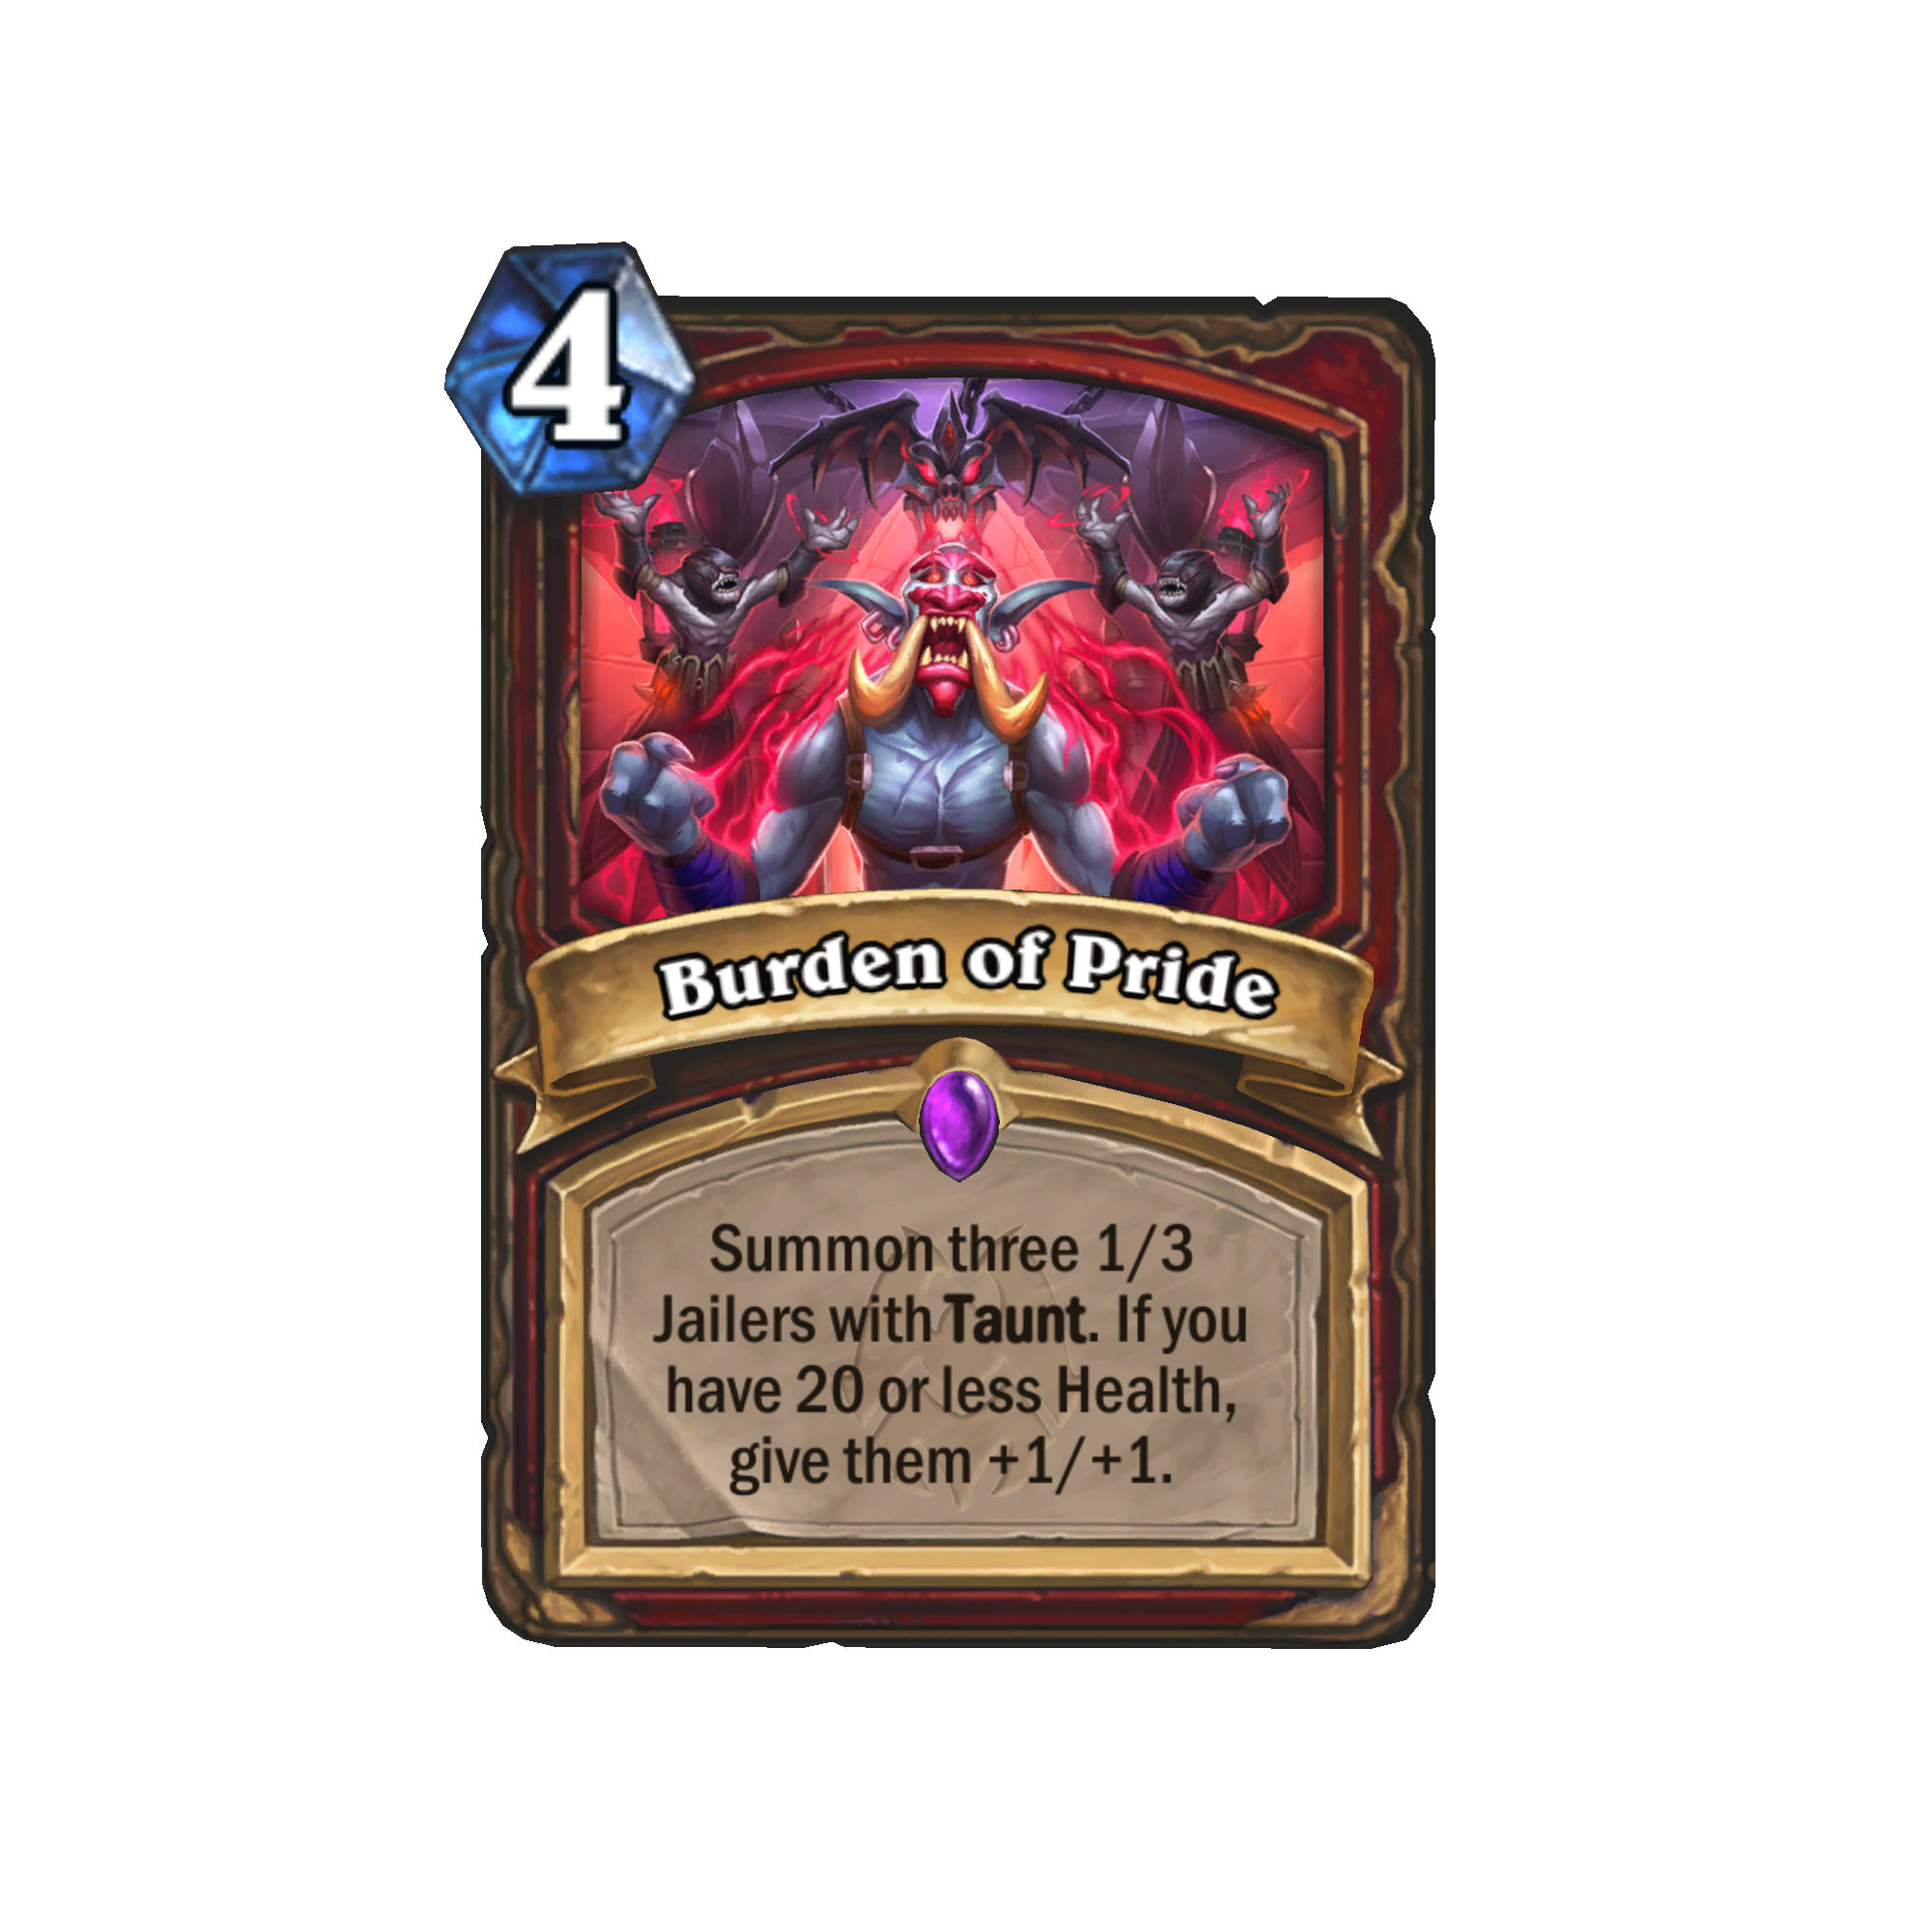 4
Burden of Pride
Summon three 1/3
Jailers with Taunt. If you
have 20 or less Health,
give them +1/+1.